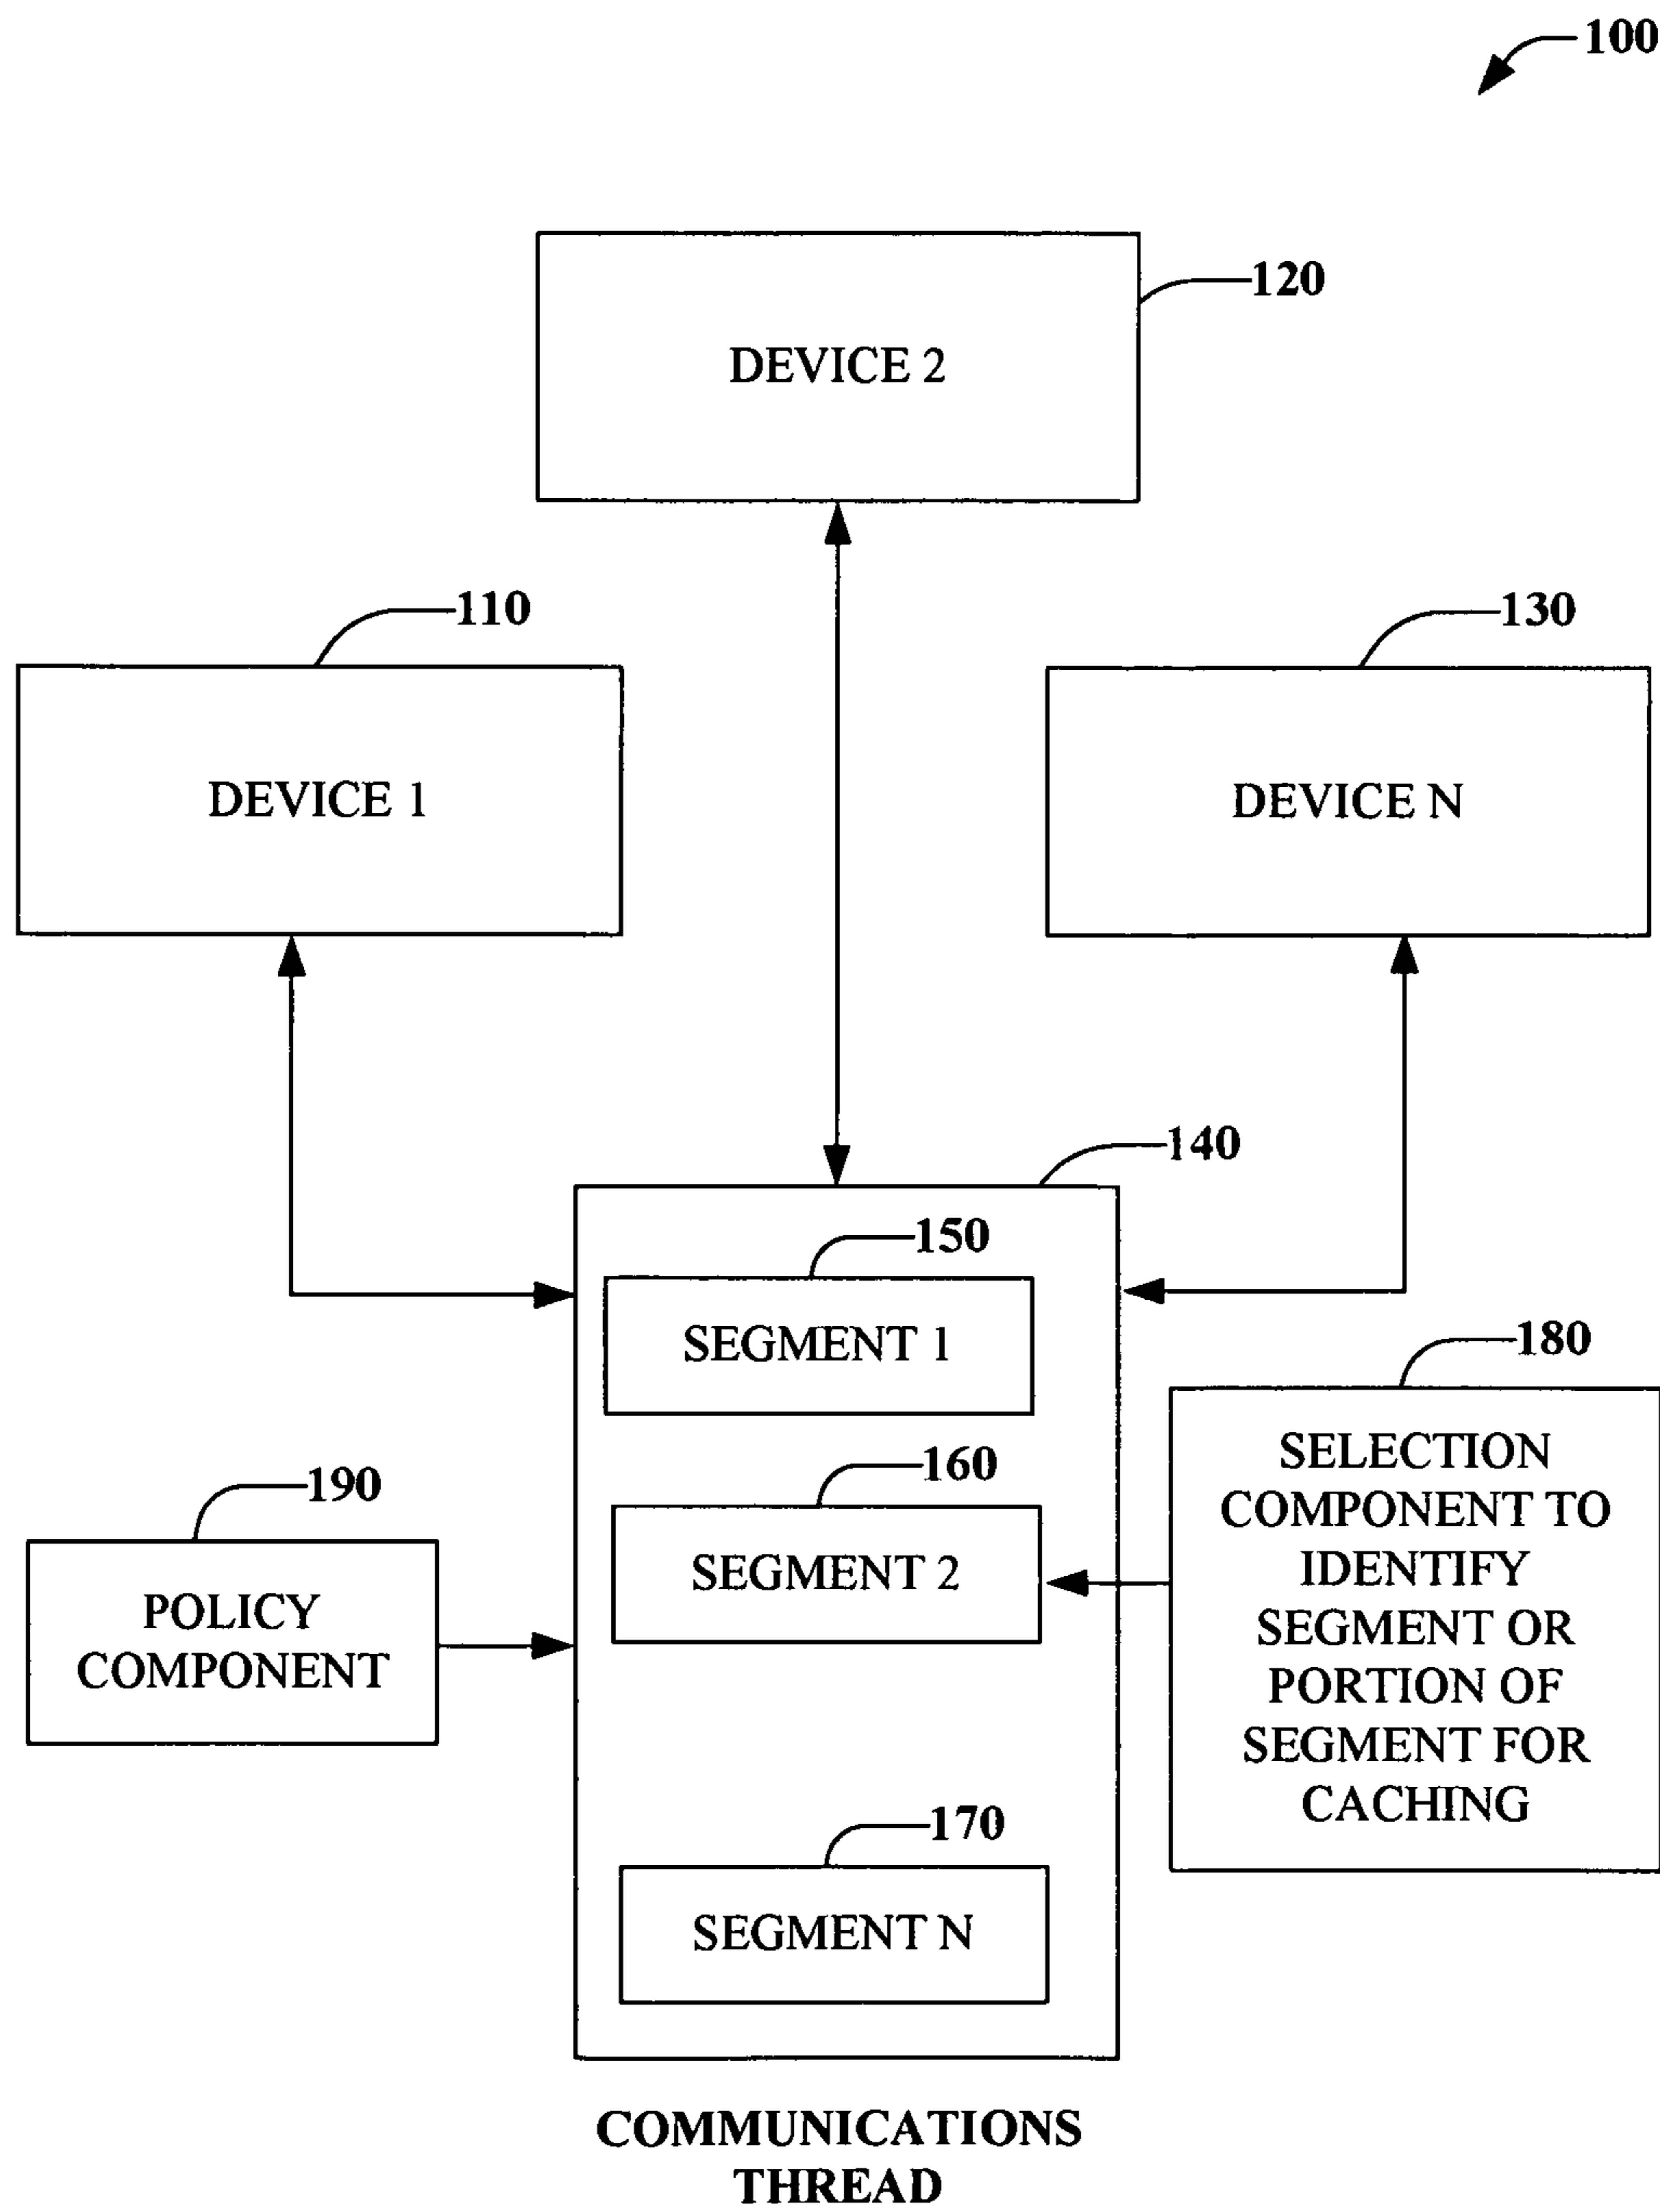 100
120
DEVICE 2
110
130
DEVICE 1
DEVICE N
140
150
SEGMENT 1
180
160
SELECTION
COMPONENT TO
IDENTIFY
SEGMENT OR
PORTION OF
SEGMENT FOR
CACHING
190
SEGMENT 2
POLICY
COMPONENT
170
SEGMENT N
COMMUNICATIONS
THREAD